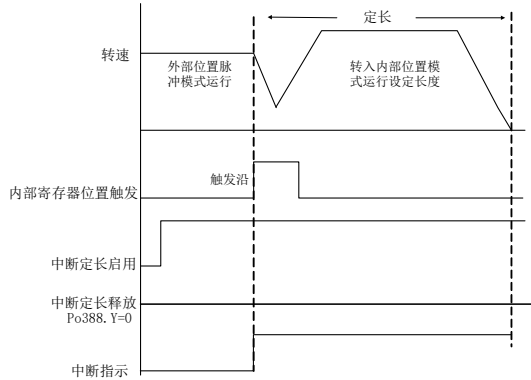 定长
转速
外部位置脉
冲模式运行
转入内部位置模
式运行设定长度
触发沿
内部寄存器位置触发
中断定长启用
中断定长释放
Po388.Y=0
中断指示